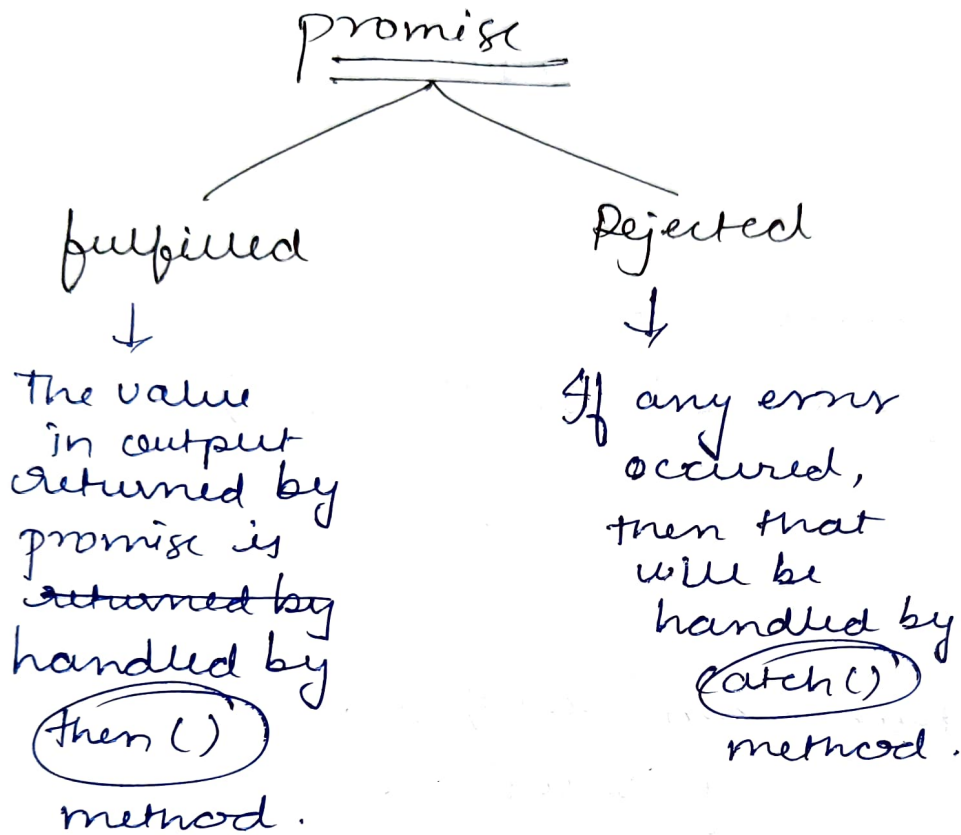 promise
fulfilled
The value
in output
returned by
promise is
returned by
handled by
then ()
method.
Rejected
If any error
occured,
then that
will be
handled by
catch()
method.